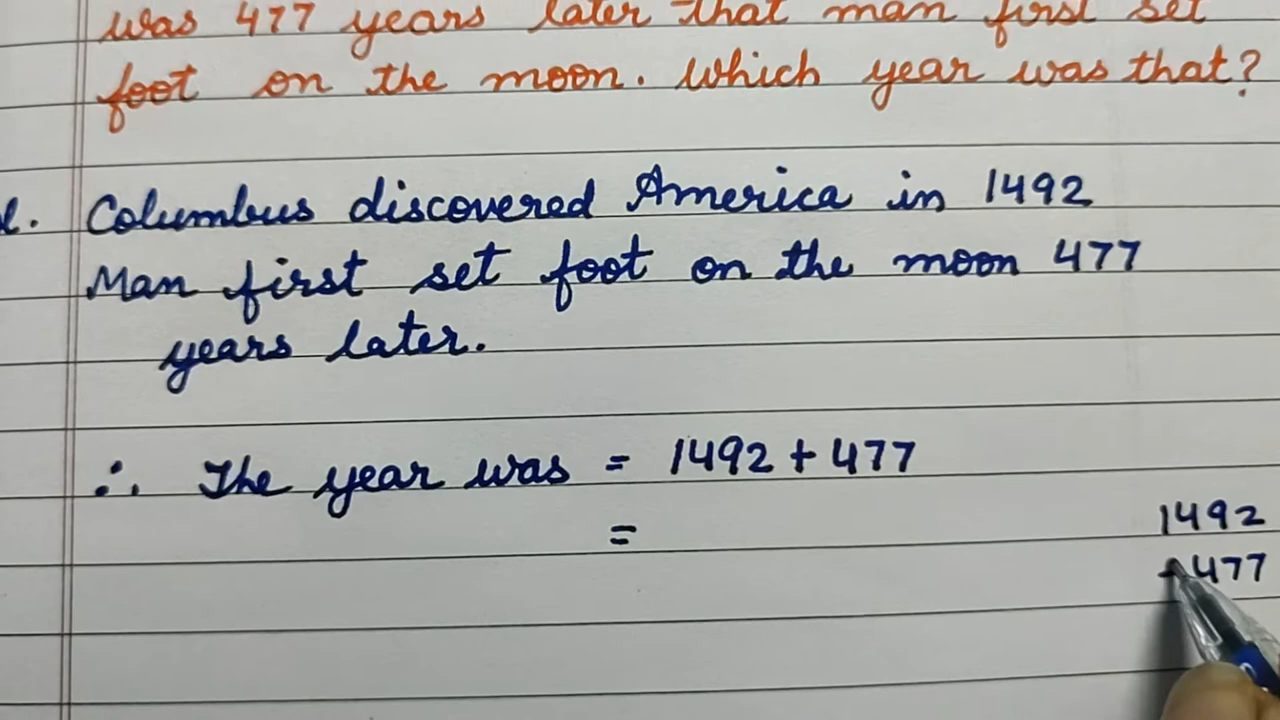 was 477 years later that man first set
foot on the moon. Which year was that?
l. Columbus discovered America in 1492
Man first set foot on the moon 477
years later.
∴ The year was = 1492 + 477
=
1492
+477